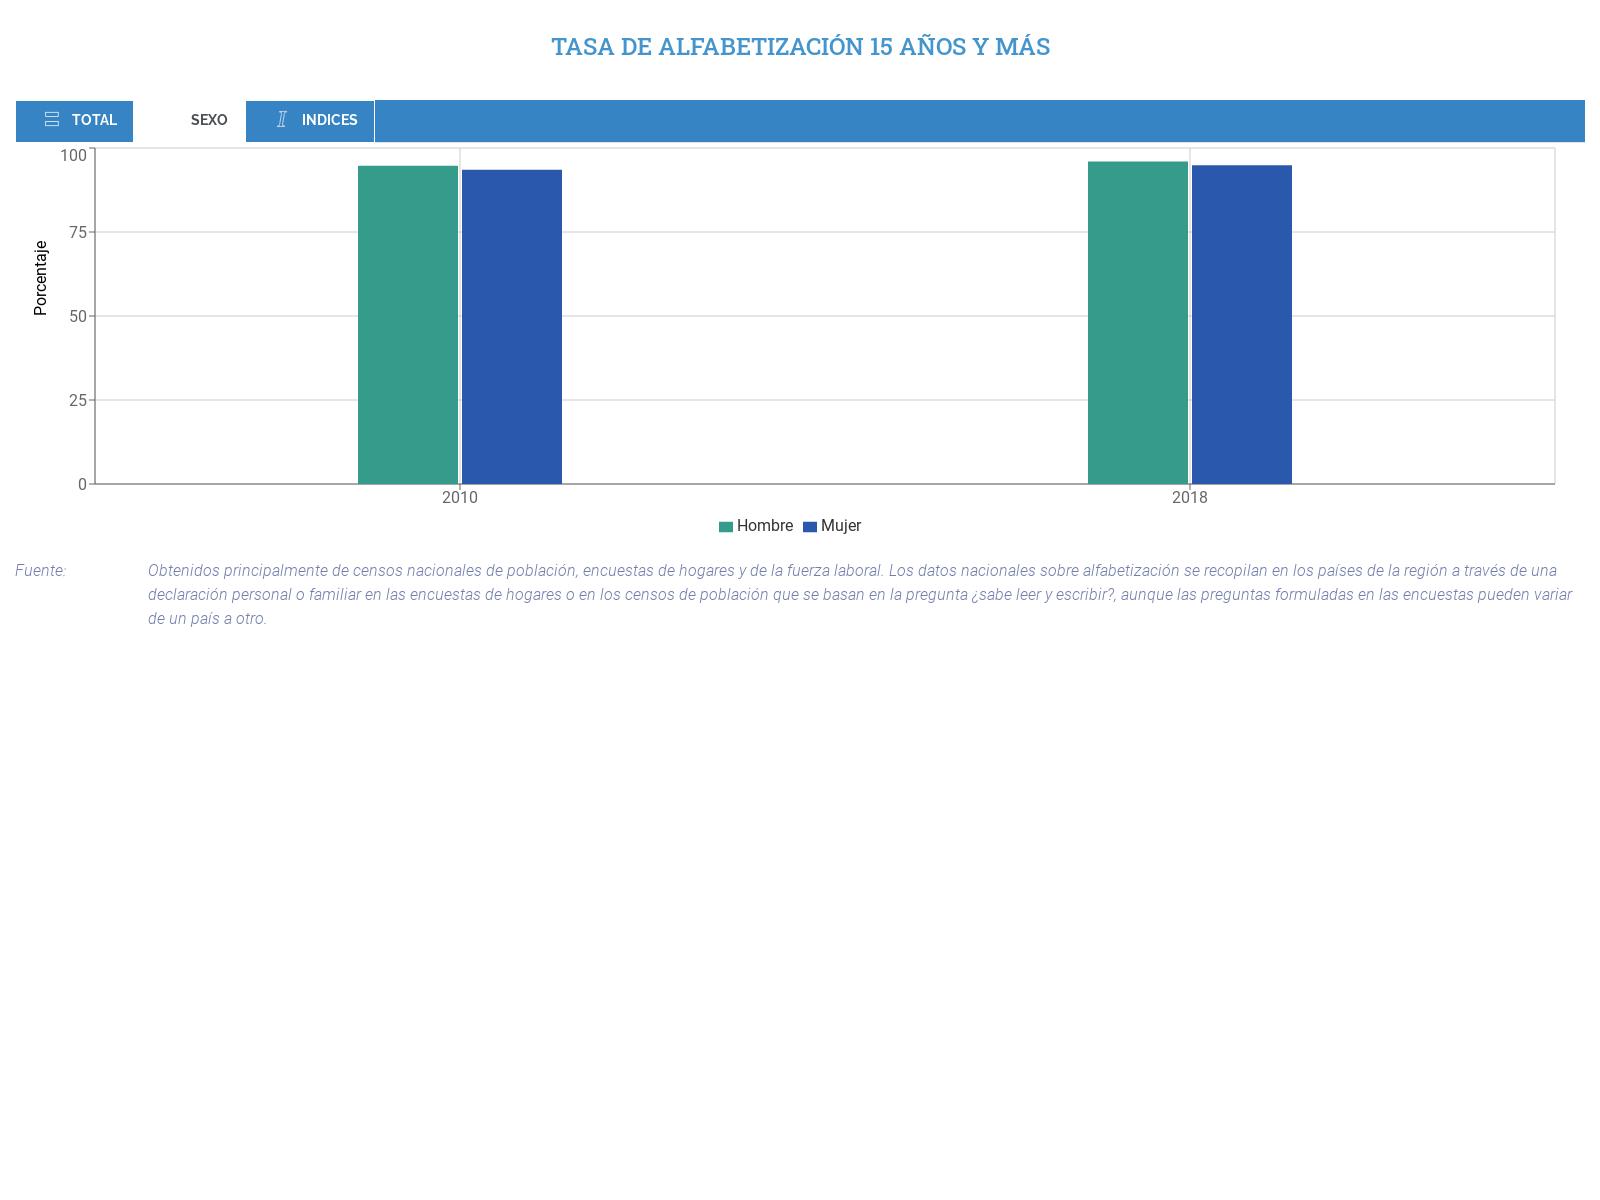 TASA DE ALFABETIZACIÓN 15 AÑOS Y MÁS
TOTAL SEXO INDICES
100
75
50
25
0
Porcentaje
2010 2018
Hombre Mujer
Fuente: Obtenidos principalmente de censos nacionales de población, encuestas de hogares y de la fuerza laboral. Los datos nacionales sobre alfabetización se recopilan en los países de la región a través de una
declaración personal o familiar en las encuestas de hogares o en los censos de población que se basan en la pregunta ¿sabe leer y escribir?, aunque las preguntas formuladas en las encuestas pueden variar
de un país a otro.